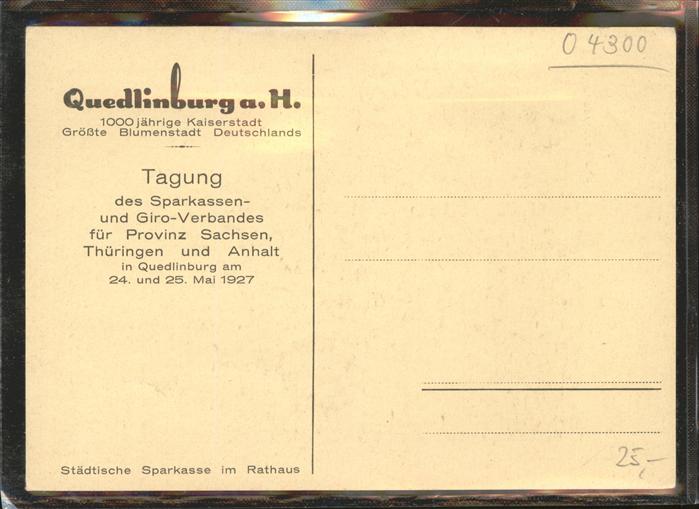 O 4300
Quedlinburg a. H.
1000 jährige Kaiserstadt
Größte Blumenstadt Deutschlands
Tagung
des Sparkassen-
und Giro-Verbandes
für Provinz Sachsen,
Thüringen und Anhalt
in Quedlinburg am
24. und 25. Mai 1927
Städtische Sparkasse im Rathaus
25,-